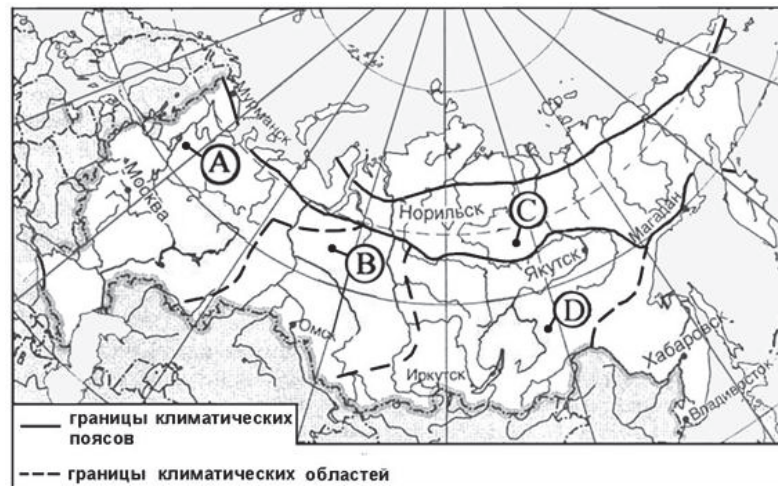 Мурманск
A
Москва
Норильск
C
Магадан
B
Якутск
D
Омск
Иркутск
Хабаровск
Владивосток
границы климатических
поясов
границы климатических областей